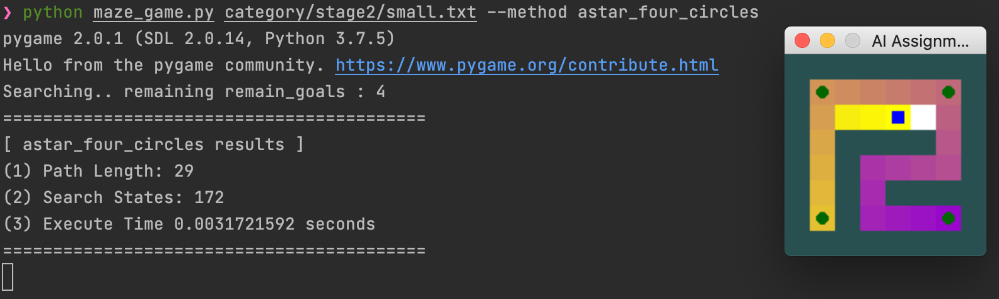 ❯ python maze_game.py category/stage2/small.txt --method astar_four_circles
pygame 2.0.1 (SDL 2.0.14, Python 3.7.5)
Hello from the pygame community. https://www.pygame.org/contribute.html
Searching.. remaining remain_goals : 4
==========================================
[ astar_four_circles results ]
(1) Path Length: 29
(2) Search States: 172
(3) Execute Time 0.0031721592 seconds
==========================================
AI Assignm...